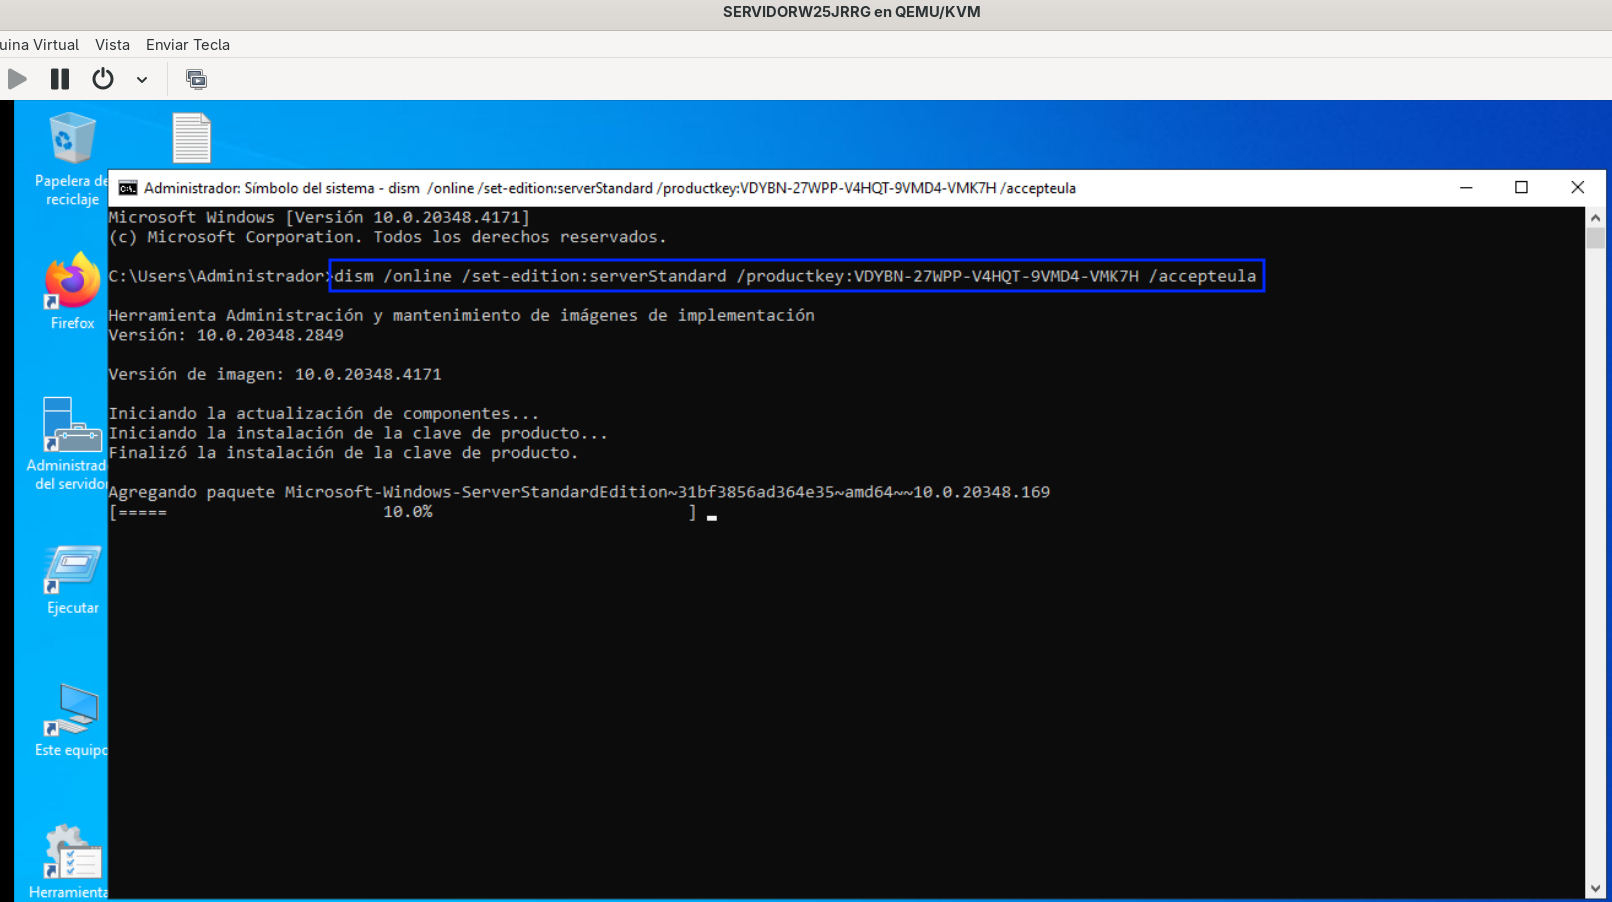 SERVIDORW25JRRG en QEMU/KVM
uina Virtual Vista Enviar Tecla
Papelera de
reciclaje
Firefox
Administrad
del servidor
Ejecutar
Este equipo
Herramienta
Administrador: Símbolo del sistema - dism /online /set-edition:serverStandard /productkey:VDYBN-27WPP-V4HQT-9VMD4-VMK7H /accepteula
Microsoft Windows [Versión 10.0.20348.4171]
(c) Microsoft Corporation. Todos los derechos reservados.
C:\Users\Administrador>dism /online /set-edition:serverStandard /productkey:VDYBN-27WPP-V4HQT-9VMD4-VMK7H /accepteula
Herramienta Administración y mantenimiento de imágenes de implementación
Versión: 10.0.20348.2849
Versión de imagen: 10.0.20348.4171
Iniciando la actualización de componentes...
Iniciando la instalación de la clave de producto...
Finalizó la instalación de la clave de producto.
Agregando paquete Microsoft-Windows-ServerStandardEdition~31bf3856ad364e35~amd64~~10.0.20348.169
[===== 10.0% ]